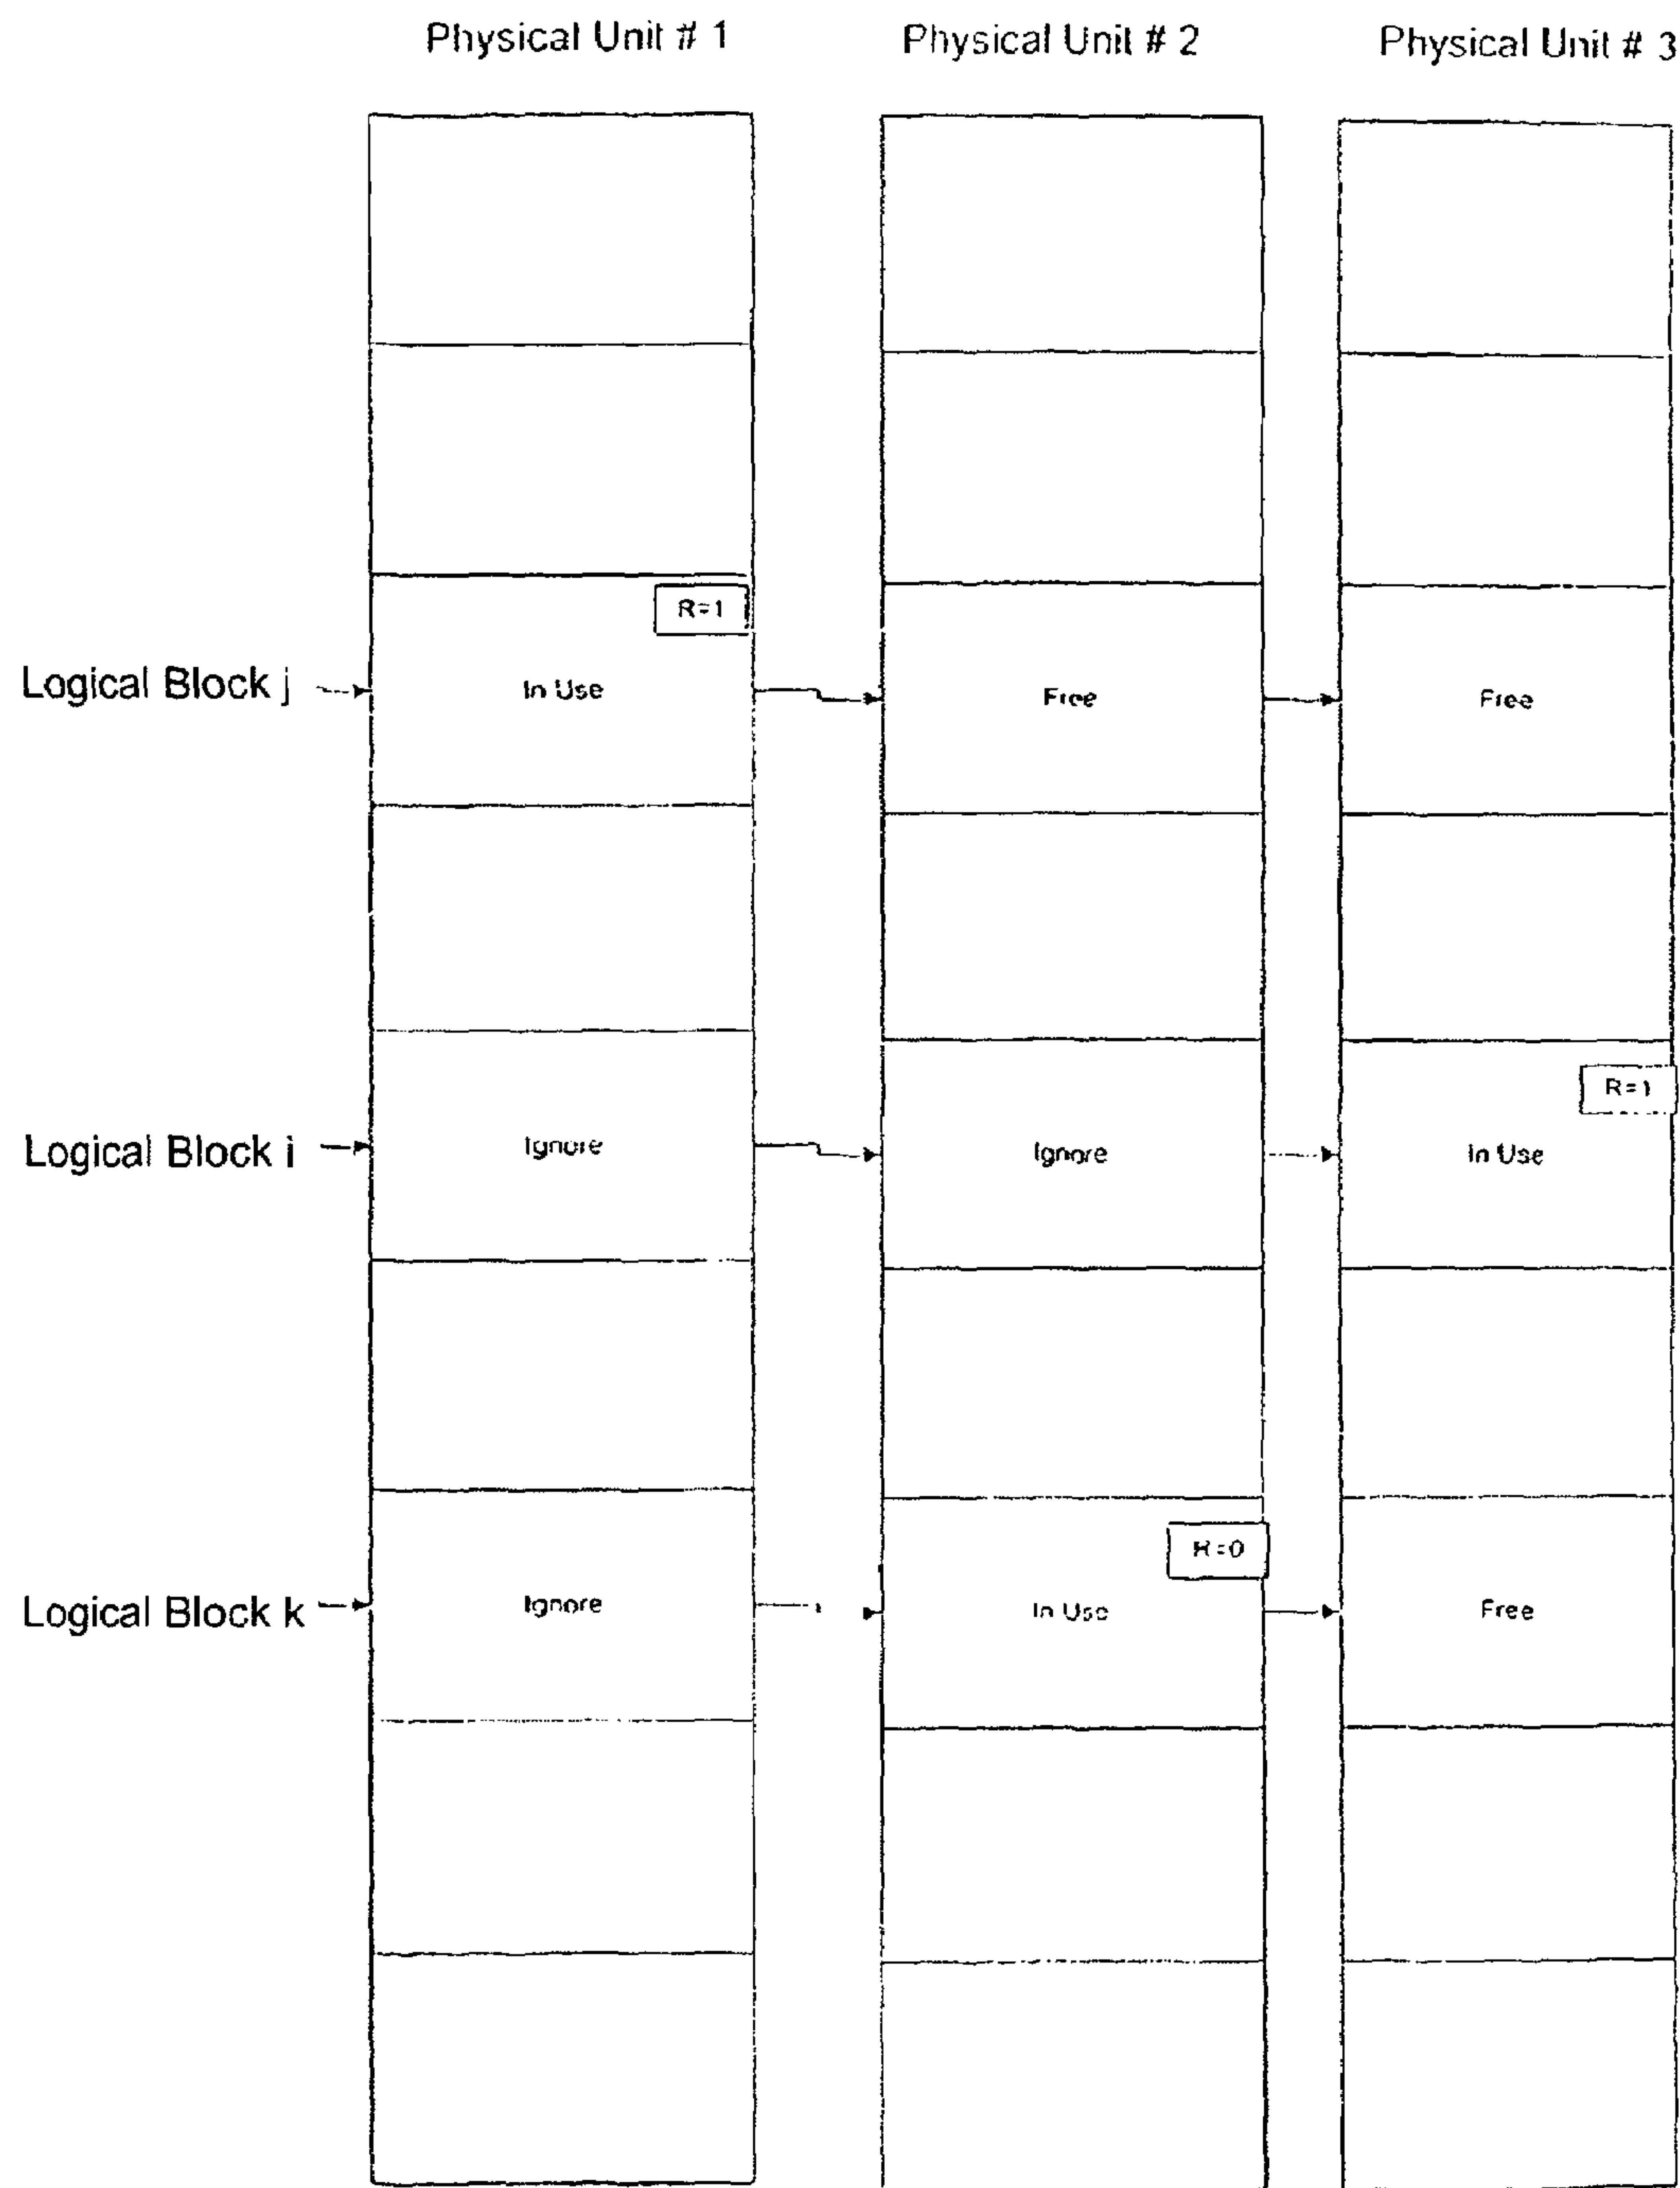 Physical Unit # 1
Physical Unit # 2
Physical Unit # 3
R=1
Logical Block j
In Use
Free
Free
R=1
Logical Block i
Ignore
Ignore
In Use
R=0
Logical Block k
Ignore
In Use
Free